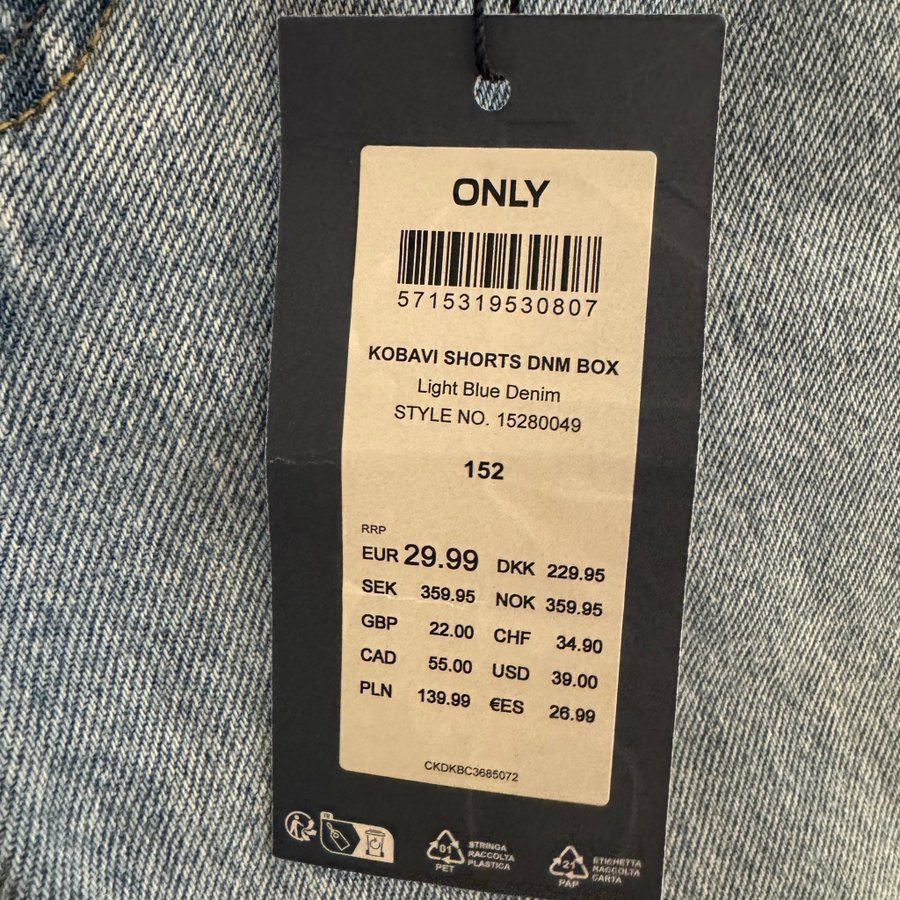 ONLY
5715319530807
KOBAVI SHORTS DNM BOX
Light Blue Denim
STYLE NO. 15280049
152
RRP
EUR 29.99 DKK 229.95
SEK 359.95 NOK 359.95
GBP 22.00 CHF 34.90
CAD 55.00 USD 39.00
PLN 139.99 €ES 26.99
CKDKBC3685072
FR
01
PET
STRINGA
RACCOLTA
PLASTICA
21
PAP
ETICHETTA
RACCOLTA
CARTA